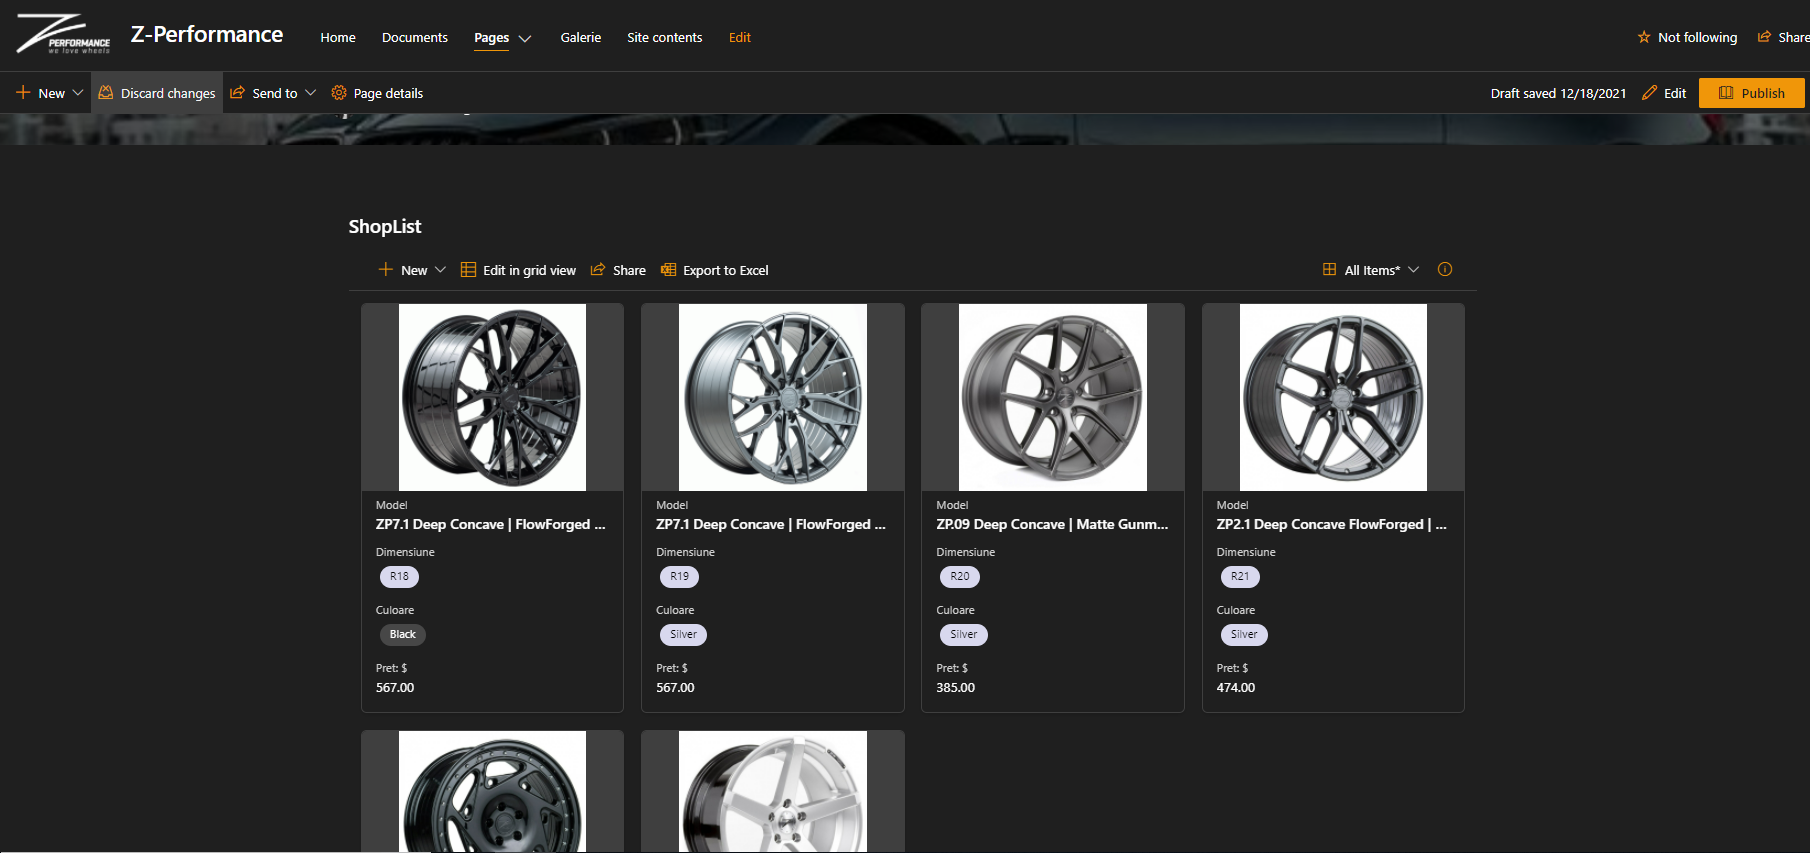 PERFORMANCE
we love wheels
Z-Performance
Home
Documents
Pages
Galerie
Site contents
Edit
Not following
Share
New
Discard changes
Send to
Page details
Draft saved 12/18/2021
Edit
Publish
ShopList
New
Edit in grid view
Share
Export to Excel
All Items*
Model
ZP7.1 Deep Concave | FlowForged ...
Dimensiune
R18
Culoare
Black
Pret: $
567.00
Model
ZP7.1 Deep Concave | FlowForged ...
Dimensiune
R19
Culoare
Silver
Pret: $
567.00
Model
ZP.09 Deep Concave | Matte Gunm...
Dimensiune
R20
Culoare
Silver
Pret: $
385.00
Model
ZP2.1 Deep Concave FlowForged | ...
Dimensiune
R21
Culoare
Silver
Pret: $
474.00